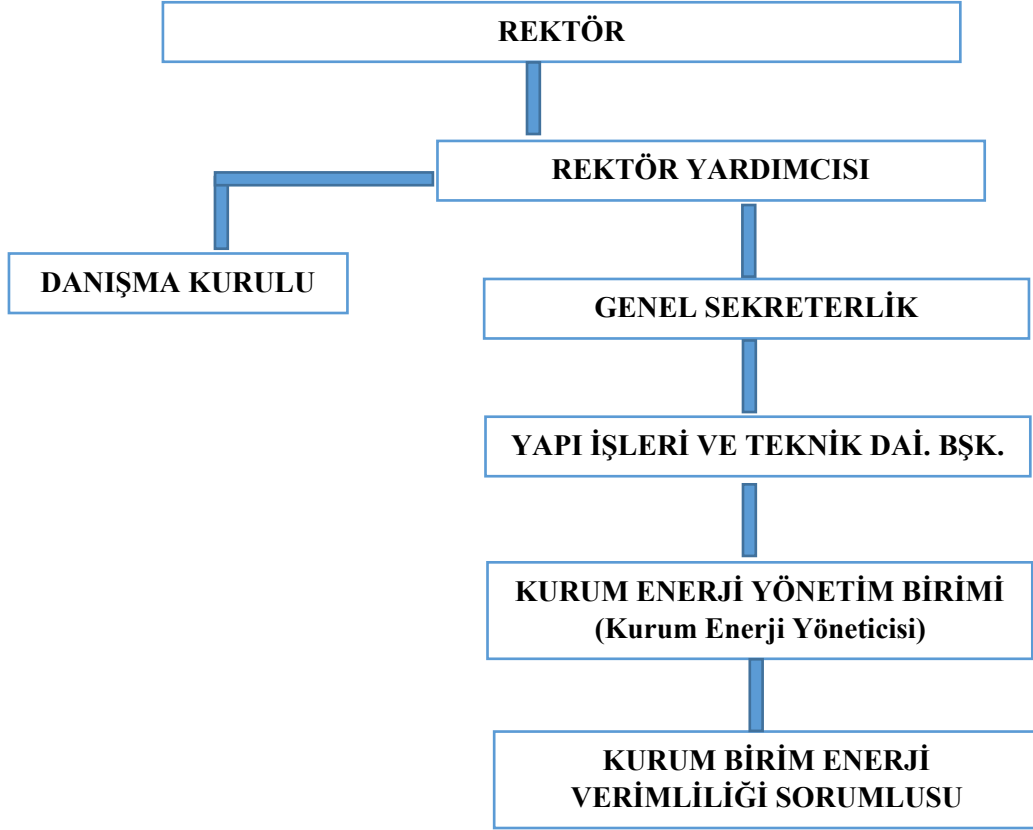 REKTÖR
REKTÖR YARDIMCISI
DANIŞMA KURULU
GENEL SEKRETERLİK
YAPI İŞLERİ VE TEKNİK DAİ. BŞK.
KURUM ENERJİ YÖNETİM BİRİMİ
(Kurum Enerji Yöneticisi)
KURUM BİRİM ENERJİ
VERİMLİLİĞİ SORUMLUSU